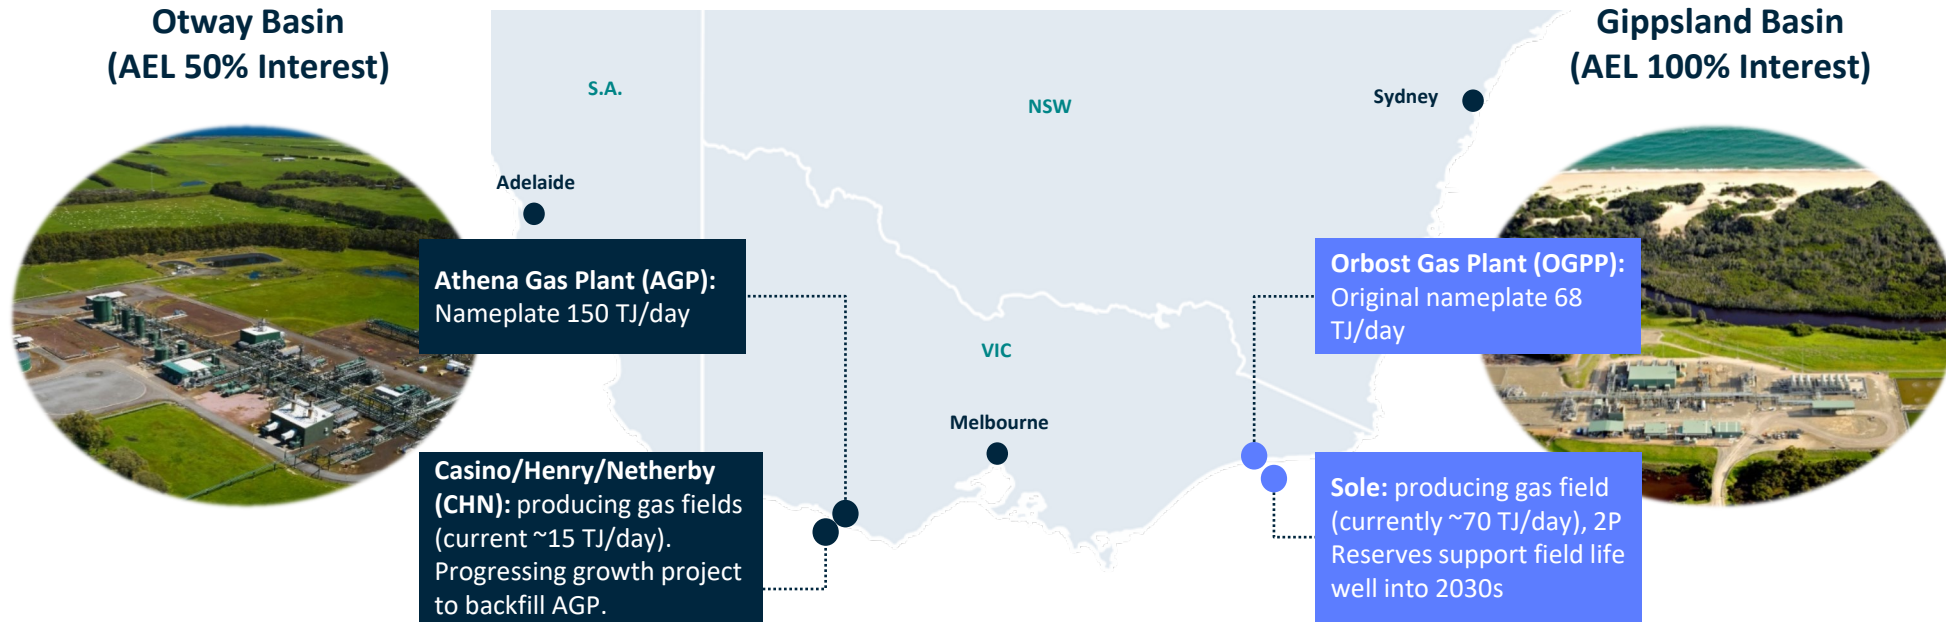 Otway Basin
(AEL 50% Interest)
Gippsland Basin
(AEL 100% Interest)
S.A.
NSW
Sydney
Adelaide
Athena Gas Plant (AGP):
Nameplate 150 TJ/day
Orbost Gas Plant (OGPP):
Original nameplate 68
TJ/day
VIC
Melbourne
Casino/Henry/Netherby
(CHN): producing gas fields
(current ~15 TJ/day).
Progressing growth project
to backfill AGP.
Sole: producing gas field
(currently ~70 TJ/day), 2P
Reserves support field life
well into 2030s